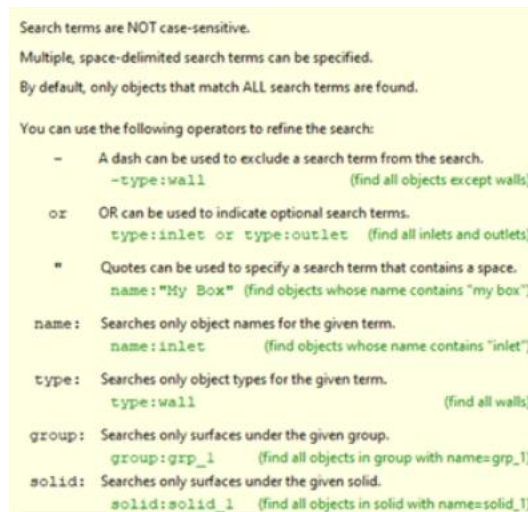 Search terms are NOT case-sensitive.
Multiple, space-delimited search terms can be specified.
By default, only objects that match ALL search terms are found.
You can use the following operators to refine the search:
- A dash can be used to exclude a search term from the search.
-type:wall (find all objects except walls)
or OR can be used to indicate optional search terms.
type:inlet or type:outlet (find all inlets and outlets)
" Quotes can be used to specify a search term that contains a space.
name:"My Box" (find objects whose name contains "my box")
name: Searches only object names for the given term.
name:inlet (find objects whose name contains "inlet")
type: Searches only object types for the given term.
type:wall (find all walls)
group: Searches only surfaces under the given group.
group:grp_1 (find all objects in group with name=grp_1)
solid: Searches only surfaces under the given solid.
solid:solid_1 (find all objects in solid with name=solid_1)